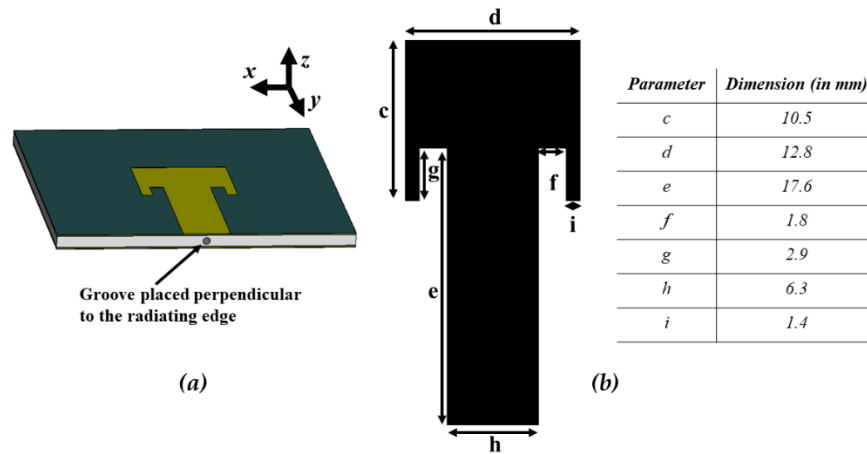 x
z
y
Groove placed perpendicular
to the radiating edge
(a)
d
c
g
f
i
e
h
(b)
Parameter Dimension (in mm)
c 10.5
d 12.8
e 17.6
f 1.8
g 2.9
h 6.3
i 1.4